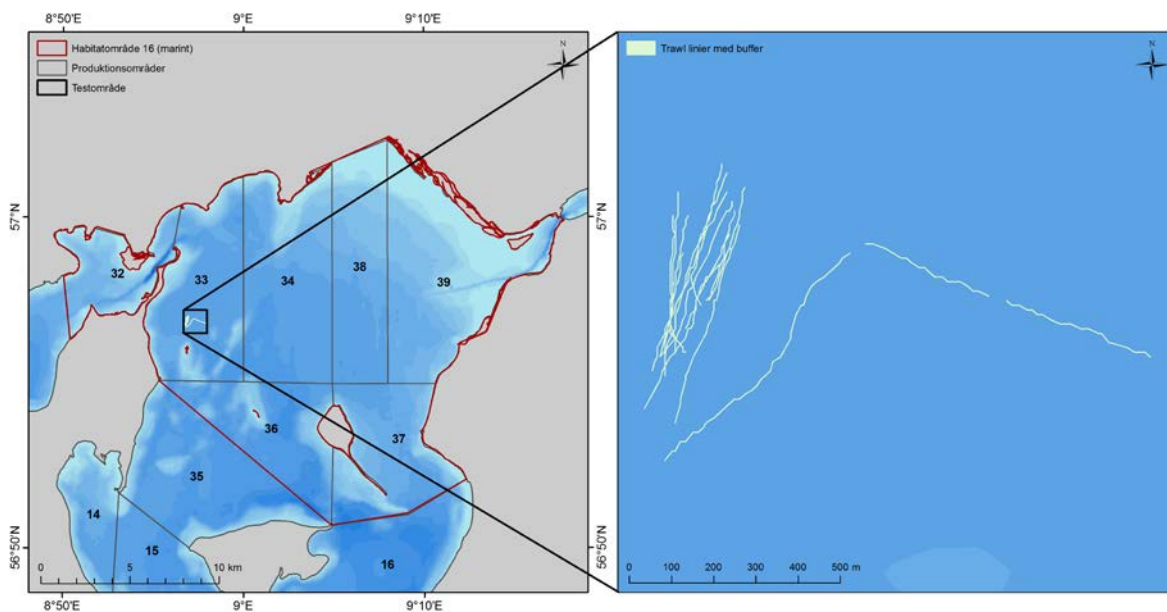 8°50'E
9°E
9°10'E
Habitatområde 16 (marint)
Produktionsområder
Testområde
N
Trawl linier med buffer
N
57°N
57°N
32
33
34
38
39
36
37
35
14
15
16
56°50'N
56°50'N
0 5 10 km
0 100 200 300 400 500 m
8°50'E
9°E
9°10'E